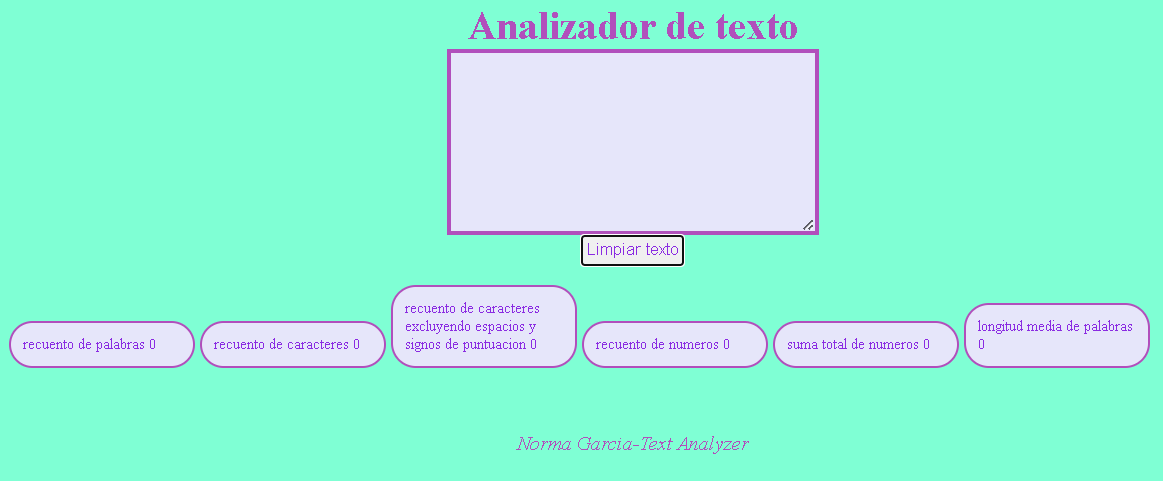 Analizador de texto
Limpiar texto
recuento de palabras 0
recuento de caracteres 0
recuento de caracteres
excluyendo espacios y
signos de puntuacion 0
recuento de numeros 0
suma total de numeros 0
longitud media de palabras
0
Norma Garcia-Text Analyzer